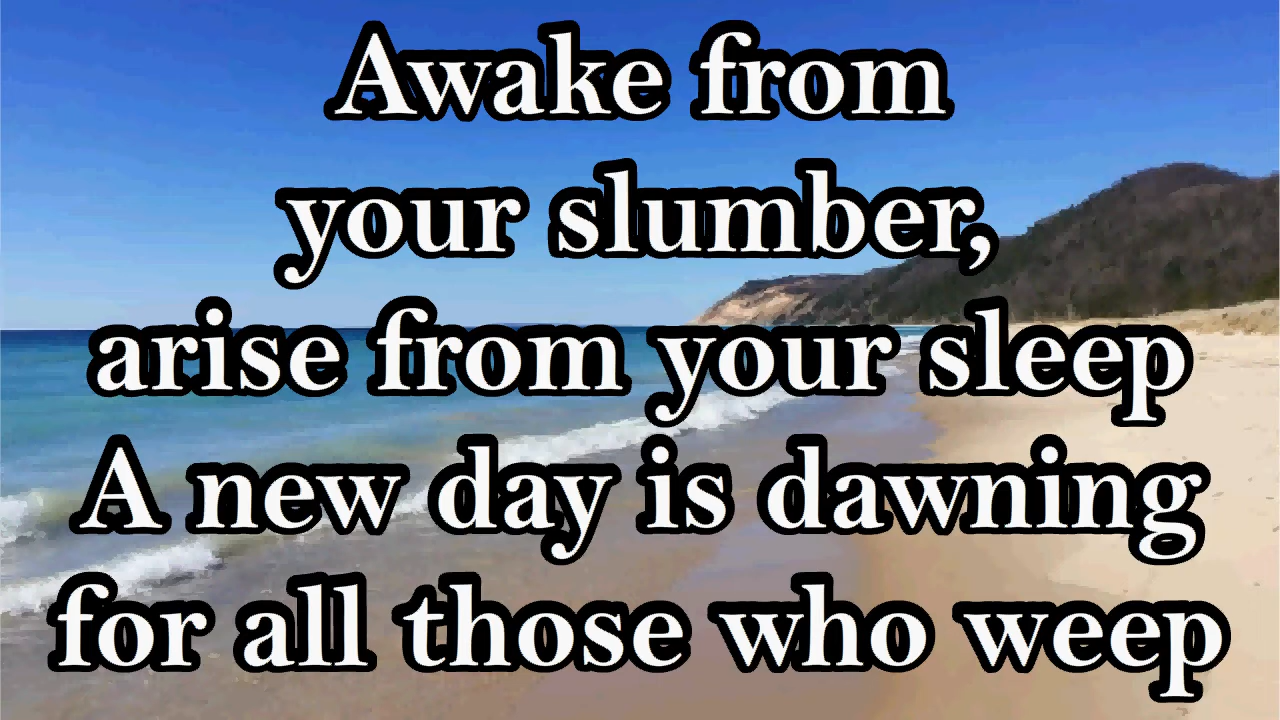 Awake from
your slumber,
arise from your sleep
A new day is dawning
for all those who weep